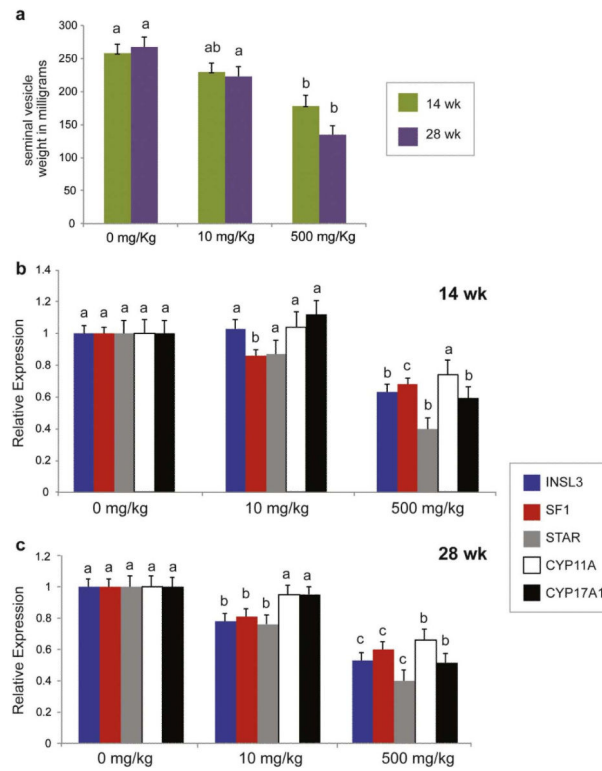 a
seminal vesicle
weight in milligrams
300
250
200
150
100
50
0
a a
ab a
b
b
0 mg/Kg 10 mg/Kg 500 mg/Kg
14 wk
28 wk
b
Relative Expression
1.4
1.2
1
0.8
0.6
0.4
0.2
0
14 wk
a a a a a
a b a a a
b c b a b
0 mg/kg 10 mg/kg 500 mg/kg
INSL3
SF1
STAR
CYP11A
CYP17A1
c
Relative Expression
1.2
1
0.8
0.6
0.4
0.2
0
28 wk
a a a a a
b b b a a
c c c b b
0 mg/kg 10 mg/kg 500 mg/kg